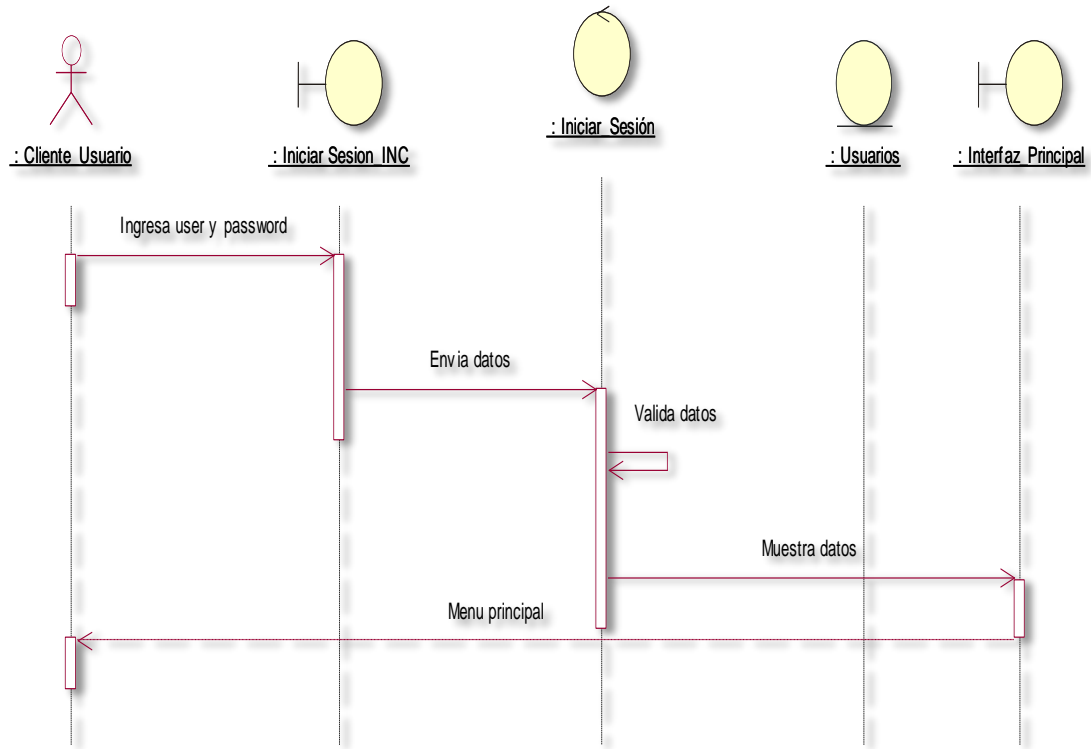 : Iniciar_Sesión
: Cliente_Usuario
: Iniciar Sesion_INC
: Usuarios
: Interfaz_Principal
Ingresa user y password
Envia datos
Valida datos
Muestra datos
Menu principal